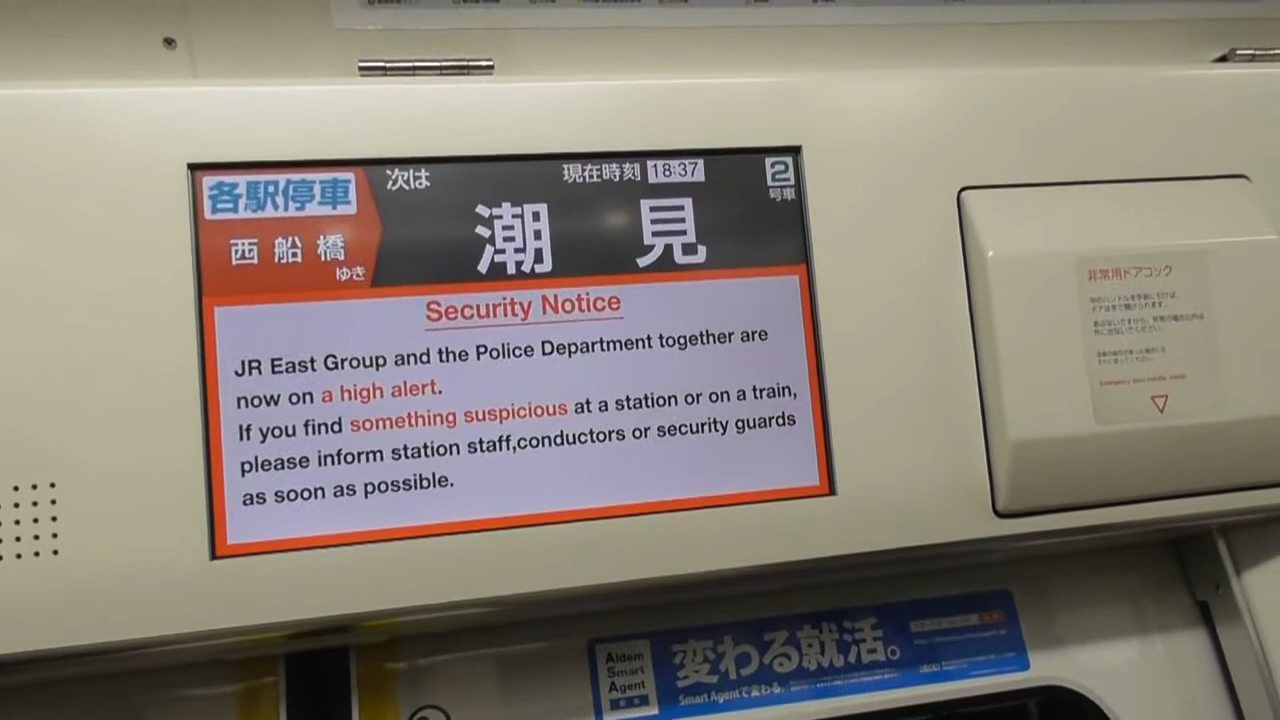 各駅停車
西船橋
ゆき
次は
現在時刻 18:37
2
号車
潮見
Security Notice
JR East Group and the Police Department together are
now on a high alert.
If you find something suspicious at a station or on a train,
please inform station staff,conductors or security guards
as soon as possible.
非常用ドアコック
Aidem
Smart
Agent
変わる就活。
Smart Agentで変わる、